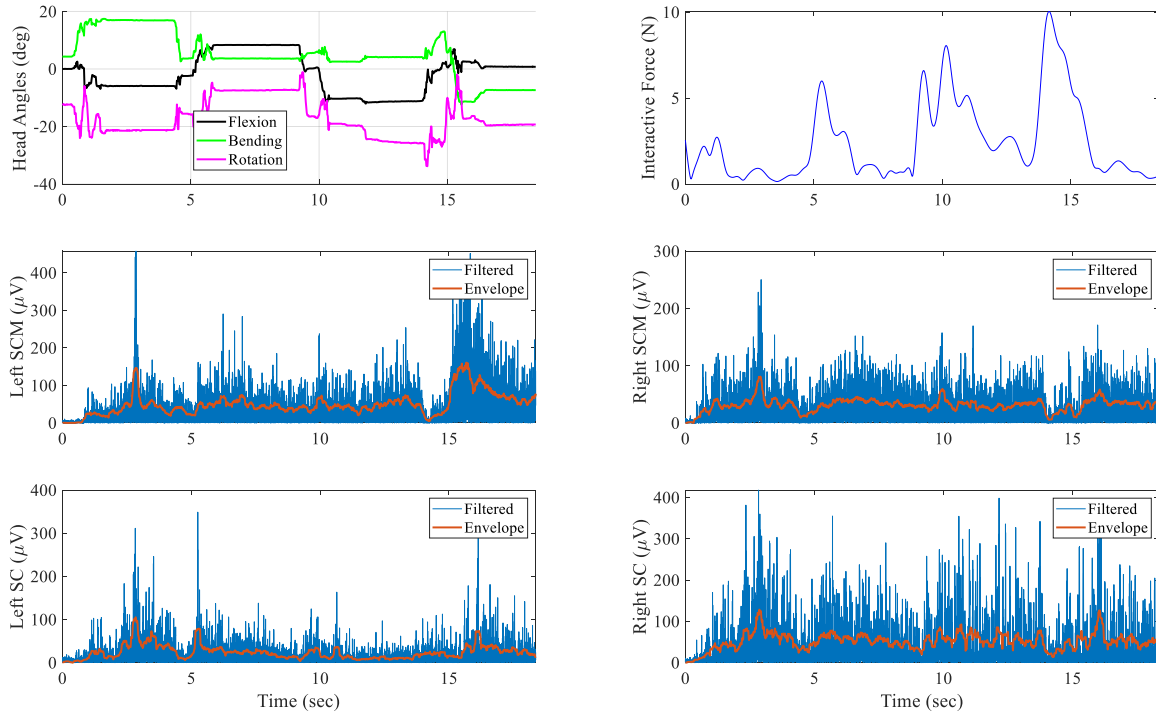 Head Angles (deg)
20
0
-20
-40
0
5
10
15
Flexion
Bending
Rotation
Interactive Force (N)
10
5
0
0
5
10
15
Left SCM (μV)
400
300
200
100
0
0
5
10
15
Filtered
Envelope
Right SCM (μV)
300
200
100
0
0
5
10
15
Filtered
Envelope
Left SC (μV)
400
300
200
100
0
0
5
10
15
Filtered
Envelope
Time (sec)
Right SC (μV)
400
300
200
100
0
0
5
10
15
Filtered
Envelope
Time (sec)